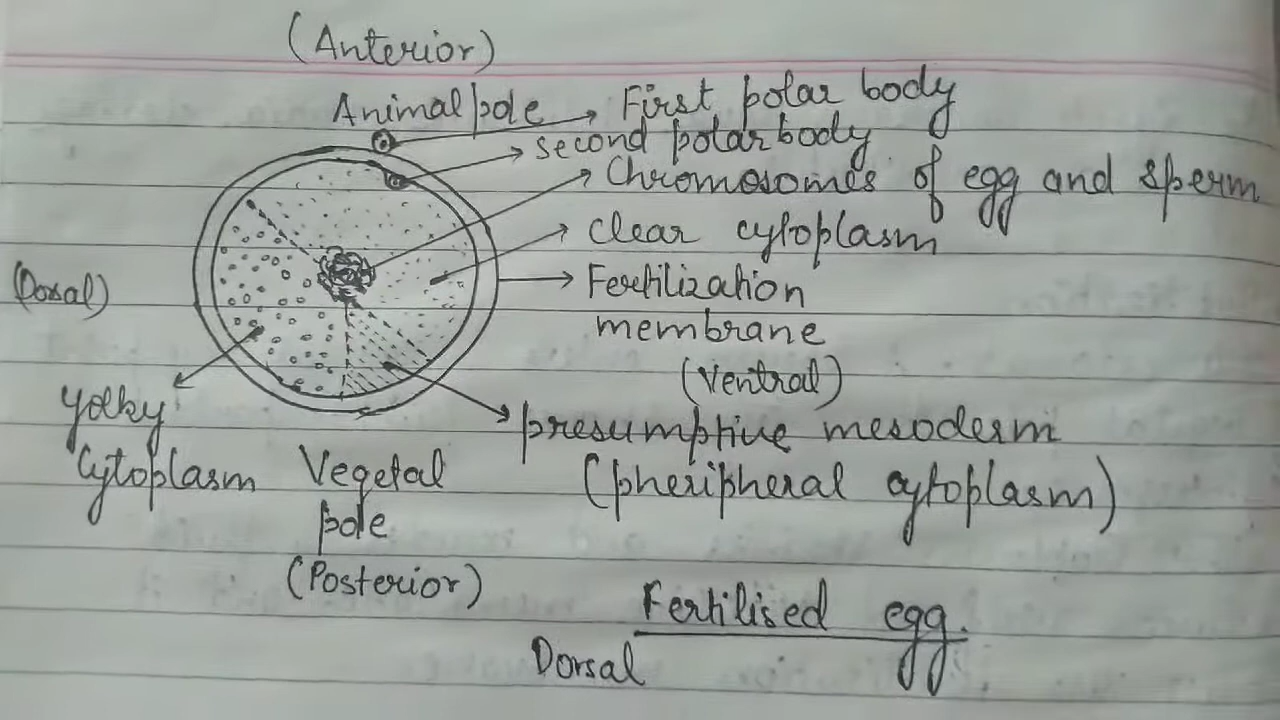 (Anterior)
Animal pole
First polar body
second polar body
Chromosomes of egg and sperm
clear cytoplasm
(Dosal)
Fertilization
membrane
(Ventral)
yolky
Cytoplasm
presumptive mesoderm
(pheripheral cytoplasm)
Vegetal
pole
(Posterior)
Fertilised egg.
Dorsal